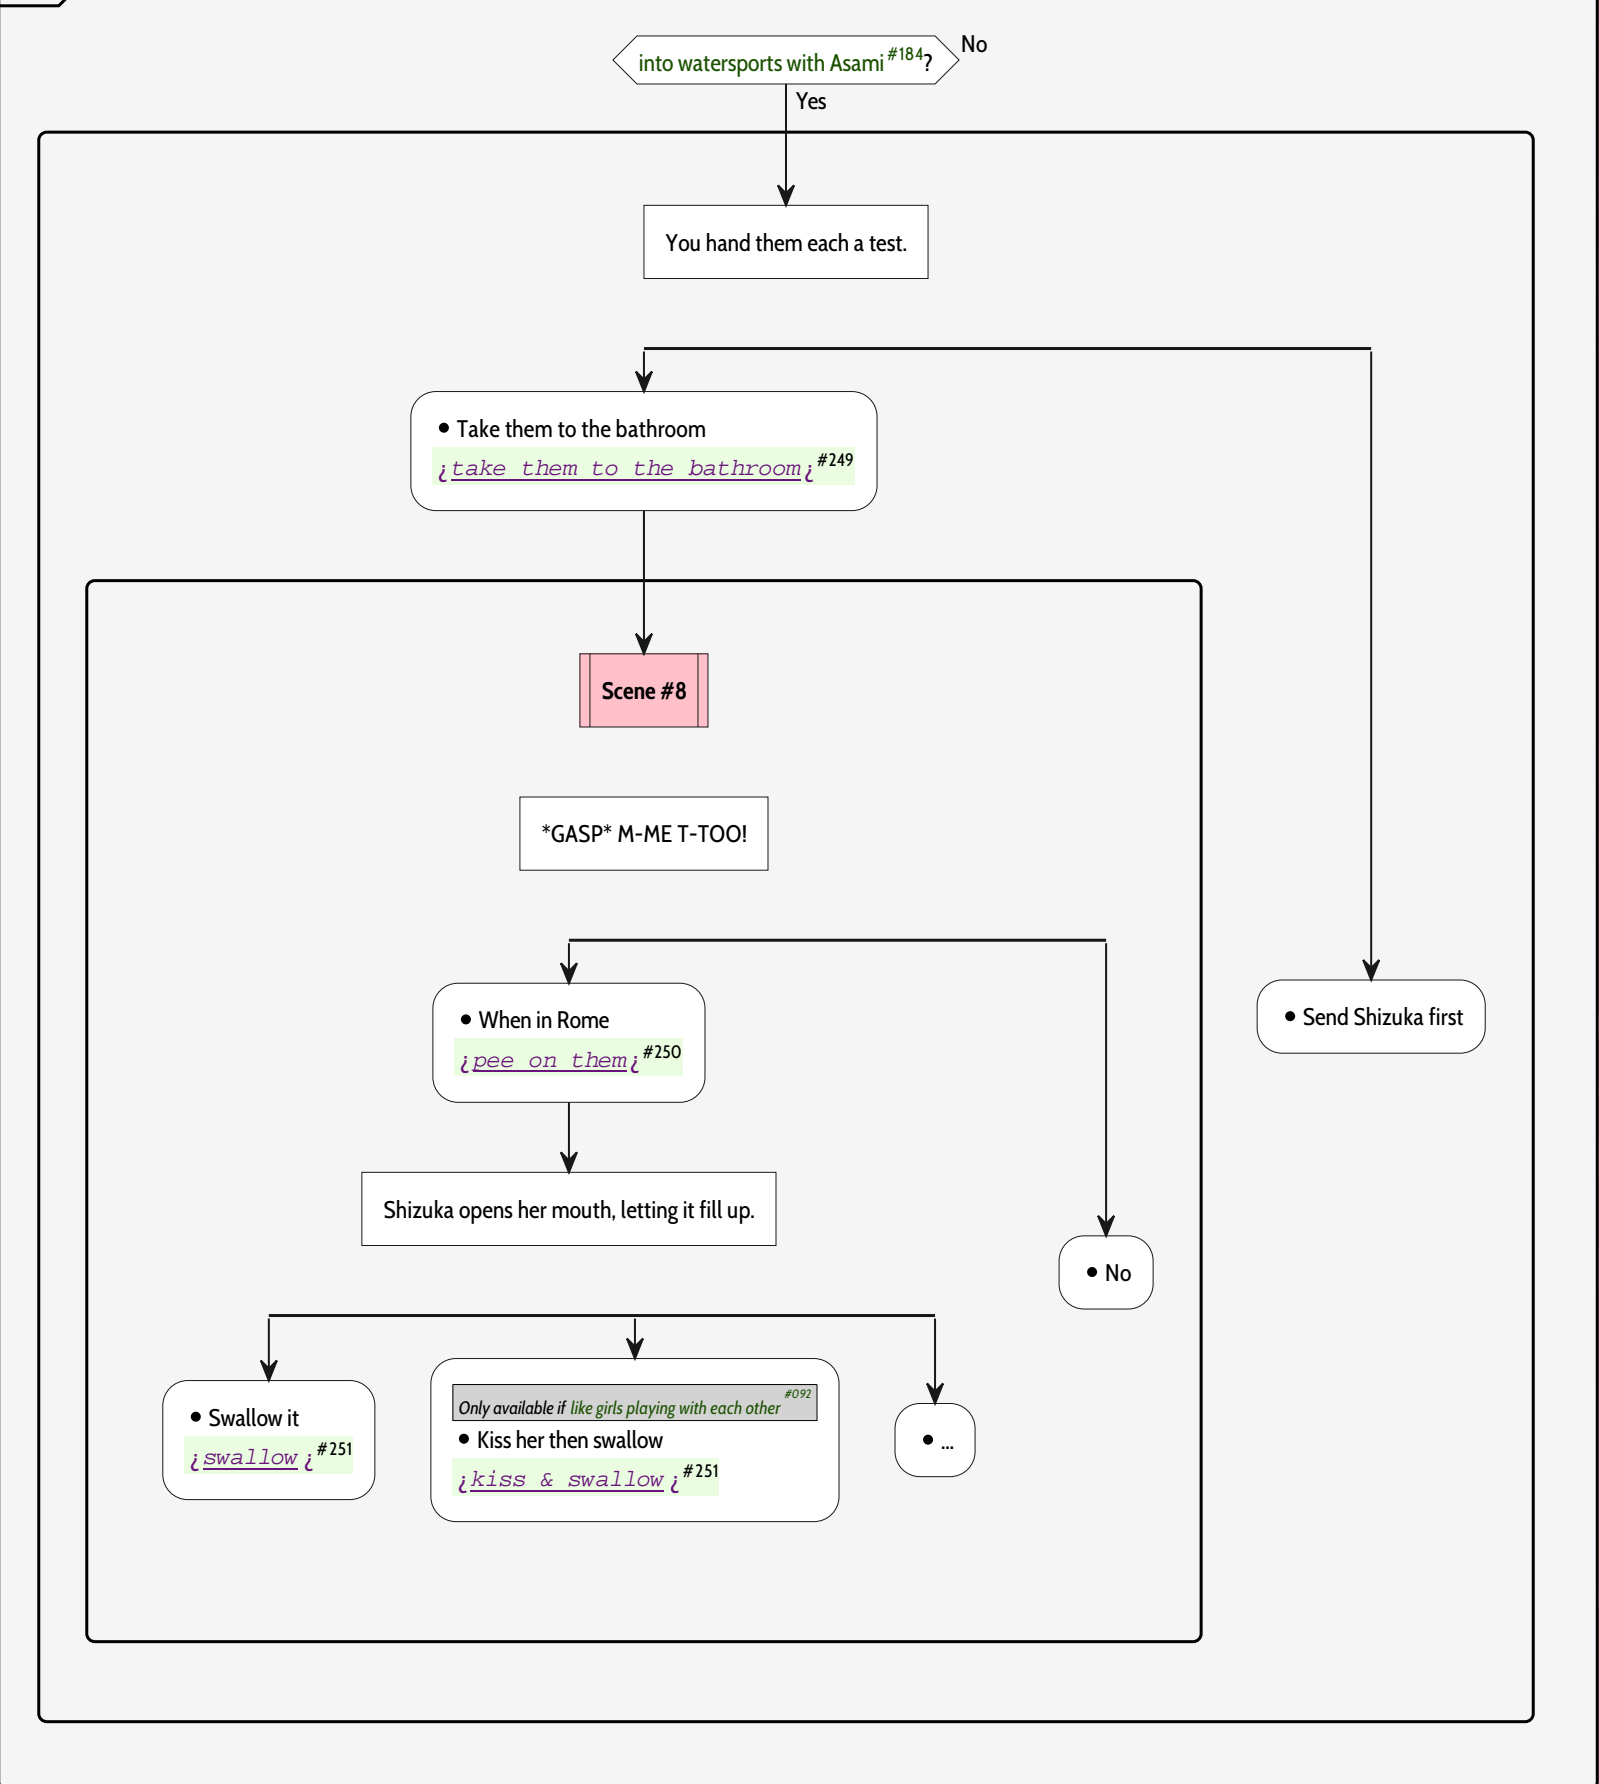 into watersports with Asami #184?
No
Yes
You hand them each a test.
• Take them to the bathroom
¿take them to the bathroom¿ #249
Scene #8
*GASP* M-ME T-TOO!
• When in Rome
¿pee on them¿ #250
• Send Shizuka first
Shizuka opens her mouth, letting it fill up.
• No
• Swallow it
¿swallow¿ #251
Only available if like girls playing with each other #092
• Kiss her then swallow
¿kiss & swallow¿ #251
• ...